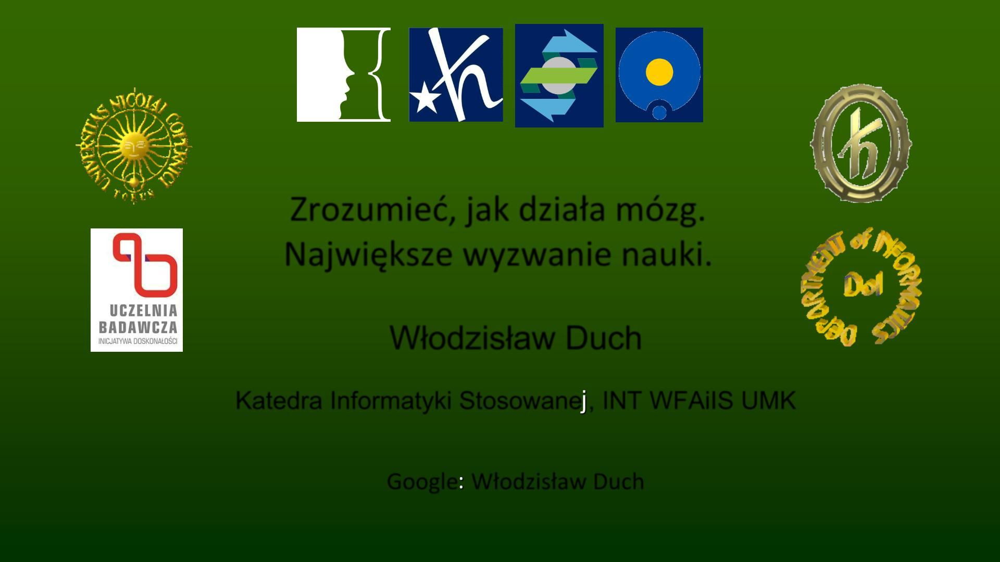 UNIVERSITAS NICOLAI COPERNICI
TORUŃ
Zrozumieć, jak działa mózg.
Największe wyzwanie nauki.
UCZELNIA
BADAWCZA
INICJATYWA DOSKONAŁOŚCI
DEPARTMENT of INFORMATICS
DoI
Włodzisław Duch
Katedra Informatyki Stosowanej, INT WFAiIS UMK
Google: Włodzisław Duch